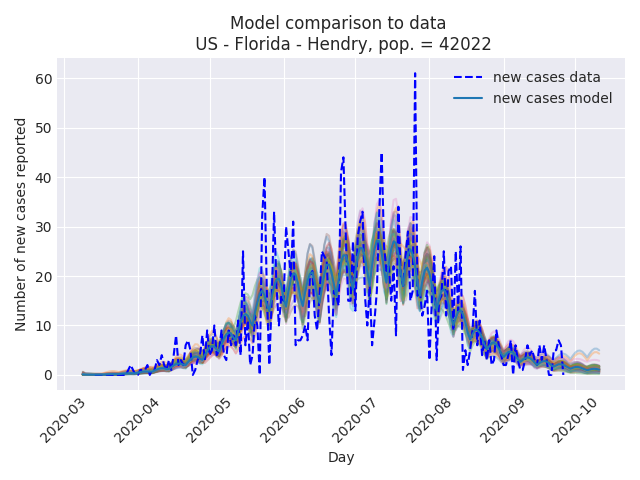 Model comparison to data
US - Florida - Hendry, pop. = 42022
new cases data
new cases model
Number of new cases reported
60
50
40
30
20
10
0
2020-03
2020-04
2020-05
2020-06
2020-07
2020-08
2020-09
2020-10
Day